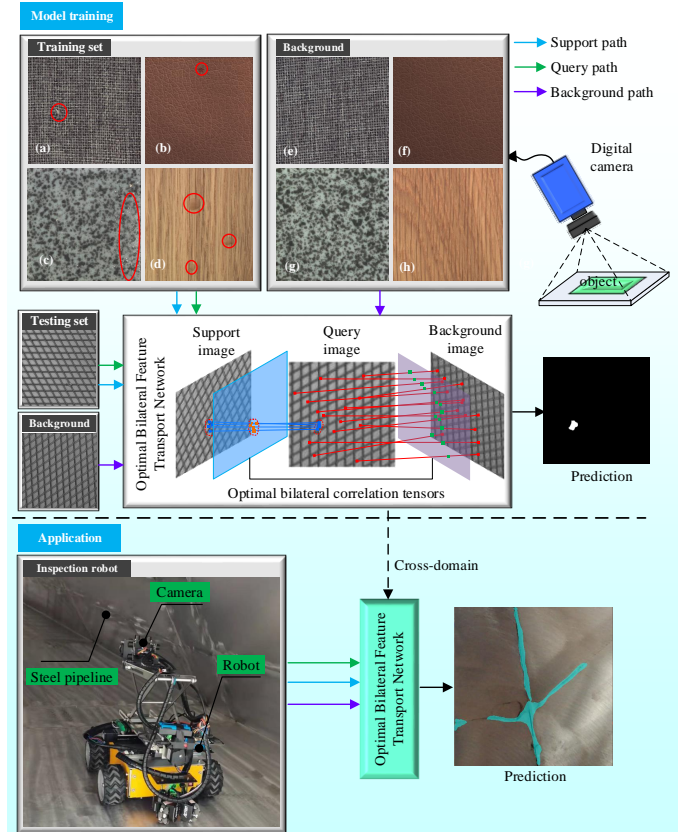 Model training
Training set
Background
Support path
Query path
Background path
(a)
(b)
(e)
(f)
Digital
camera
(c)
(d)
(g)
(h)
object
Testing set
Background
Optimal Bilateral Feature
Transport Network
Support
image
Query
image
Background
image
Optimal bilateral correlation tensors
Prediction
Application
Cross-domain
Inspection robot
Camera
Steel pipeline
Robot
Optimal Bilateral Feature
Transport Network
Prediction